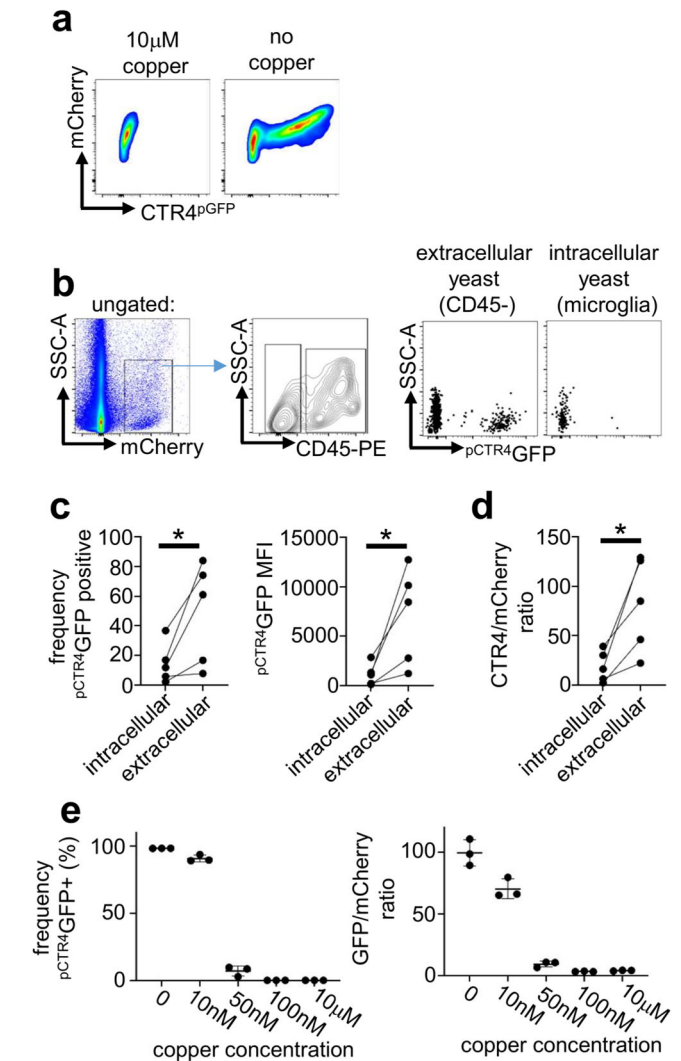 a
10μM
copper
no
copper
mCherry
CTR4pGFP
b
ungated:
extracellular
yeast
(CD45-)
intracellular
yeast
(microglia)
SSC-A
mCherry
SSC-A
CD45-PE
SSC-A
pCTR4GFP
c
frequency
pCTR4GFP positive
100
80
60
40
20
0
*
intracellular
extracellular
pCTR4GFP MFI
15000
10000
5000
0
*
intracellular
extracellular
d
CTR4/mCherry
ratio
150
100
50
0
*
intracellular
extracellular
e
frequency
pCTR4GFP+ (%)
100
50
0
0
10nM
50nM
100nM
10μM
copper concentration
GFP/mCherry
ratio
100
50
0
0
10nM
50nM
100nM
10μM
copper concentration